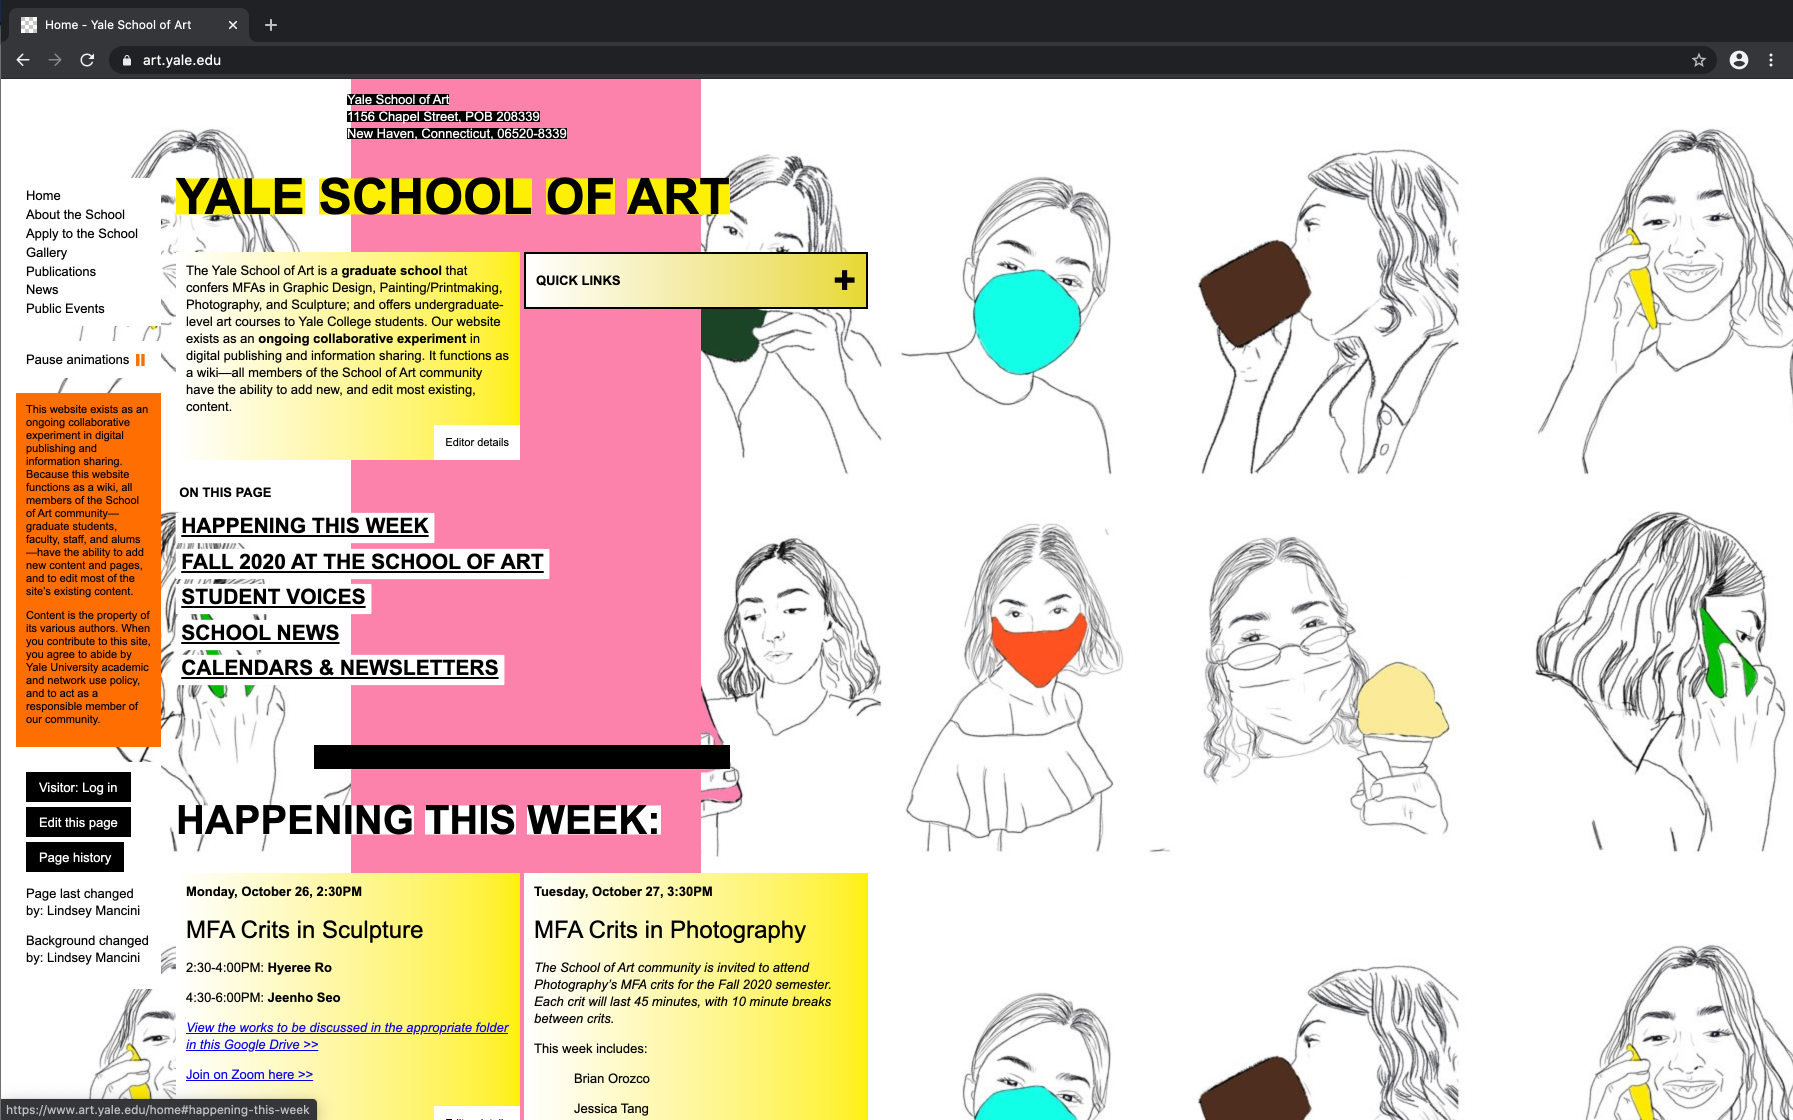 Home - Yale School of Art
art.yale.edu
Yale School of Art
1156 Chapel Street, POB 208339
New Haven, Connecticut, 06520-8339
YALE SCHOOL OF ART
Home
About the School
Apply to the School
Gallery
Publications
News
Public Events
Pause animations
This website exists as an
ongoing collaborative
experiment in digital
publishing and
information sharing.
Because this website
functions as a wiki, all
members of the School
of Art community—
graduate students,
faculty, staff, and alums
—have the ability to add
new content and pages,
and to edit most of the
site's existing content.
Content is the property of
its various authors. When
you contribute to this site,
you agree to abide by
Yale University academic
and network use policy,
and to act as a
responsible member of
our community.
Visitor: Log in
Edit this page
Page history
Page last changed
by: Lindsey Mancini
Background changed
by: Lindsey Mancini
The Yale School of Art is a graduate school that
confers MFAs in Graphic Design, Painting/Printmaking,
Photography, and Sculpture; and offers undergraduate-
level art courses to Yale College students. Our website
exists as an ongoing collaborative experiment in
digital publishing and information sharing. It functions as
a wiki—all members of the School of Art community
have the ability to add new, and edit most existing,
content.
Editor details
QUICK LINKS
ON THIS PAGE
HAPPENING THIS WEEK
FALL 2020 AT THE SCHOOL OF ART
STUDENT VOICES
SCHOOL NEWS
CALENDARS & NEWSLETTERS
HAPPENING THIS WEEK:
Monday, October 26, 2:30PM
MFA Crits in Sculpture
2:30-4:00PM: Hyeree Ro
4:30-6:00PM: Jeenho Seo
View the works to be discussed in the appropriate folder
in this Google Drive >>
Join on Zoom here >>
Tuesday, October 27, 3:30PM
MFA Crits in Photography
The School of Art community is invited to attend
Photography's MFA crits for the Fall 2020 semester.
Each crit will last 45 minutes, with 10 minute breaks
between crits.
This week includes:
Brian Orozco
Jessica Tang
https://www.art.yale.edu/home#happening-this-week